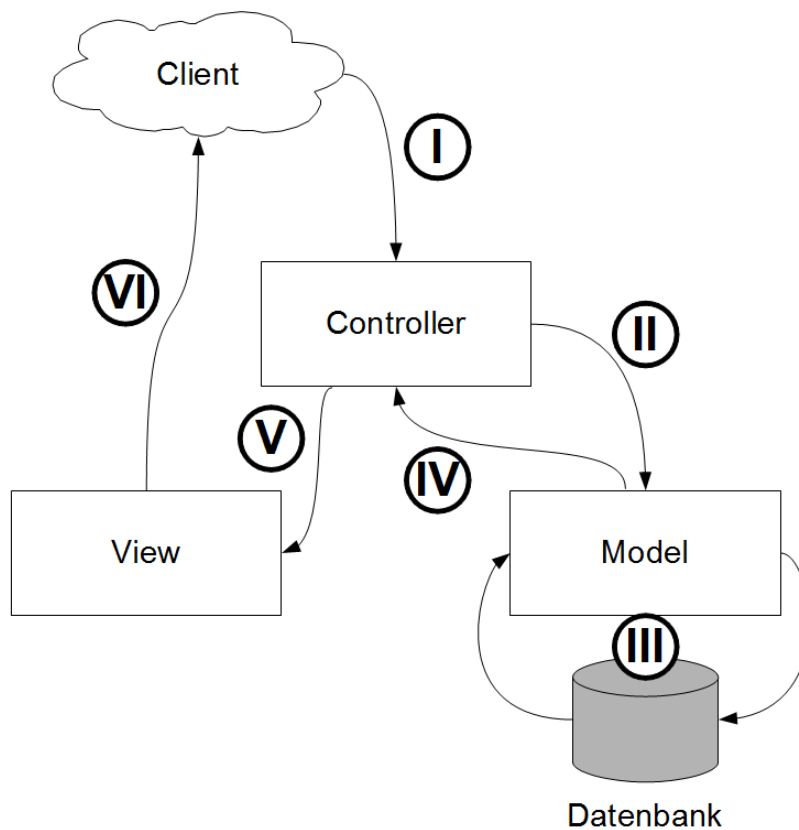 Client
I
VI
Controller
II
V
IV
View
Model
III
Datenbank